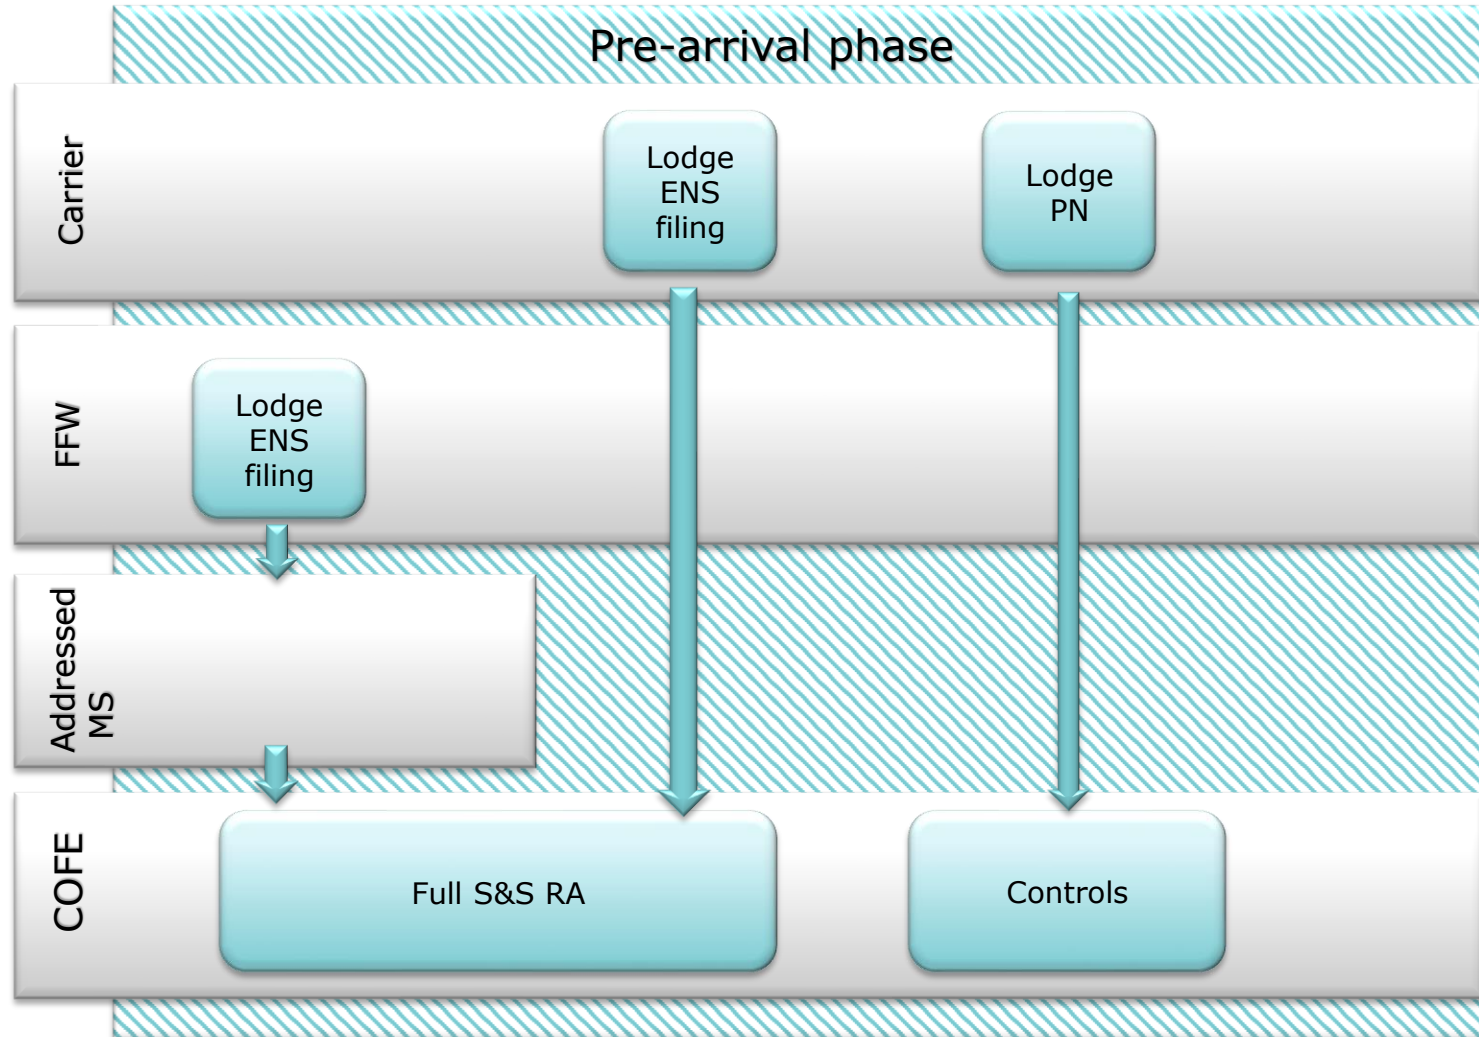 Pre-arrival phase
Carrier
Lodge
ENS
filing
Lodge
PN
FFW
Lodge
ENS
filing
Addressed
MS
COFE
Full S&S RA
Controls